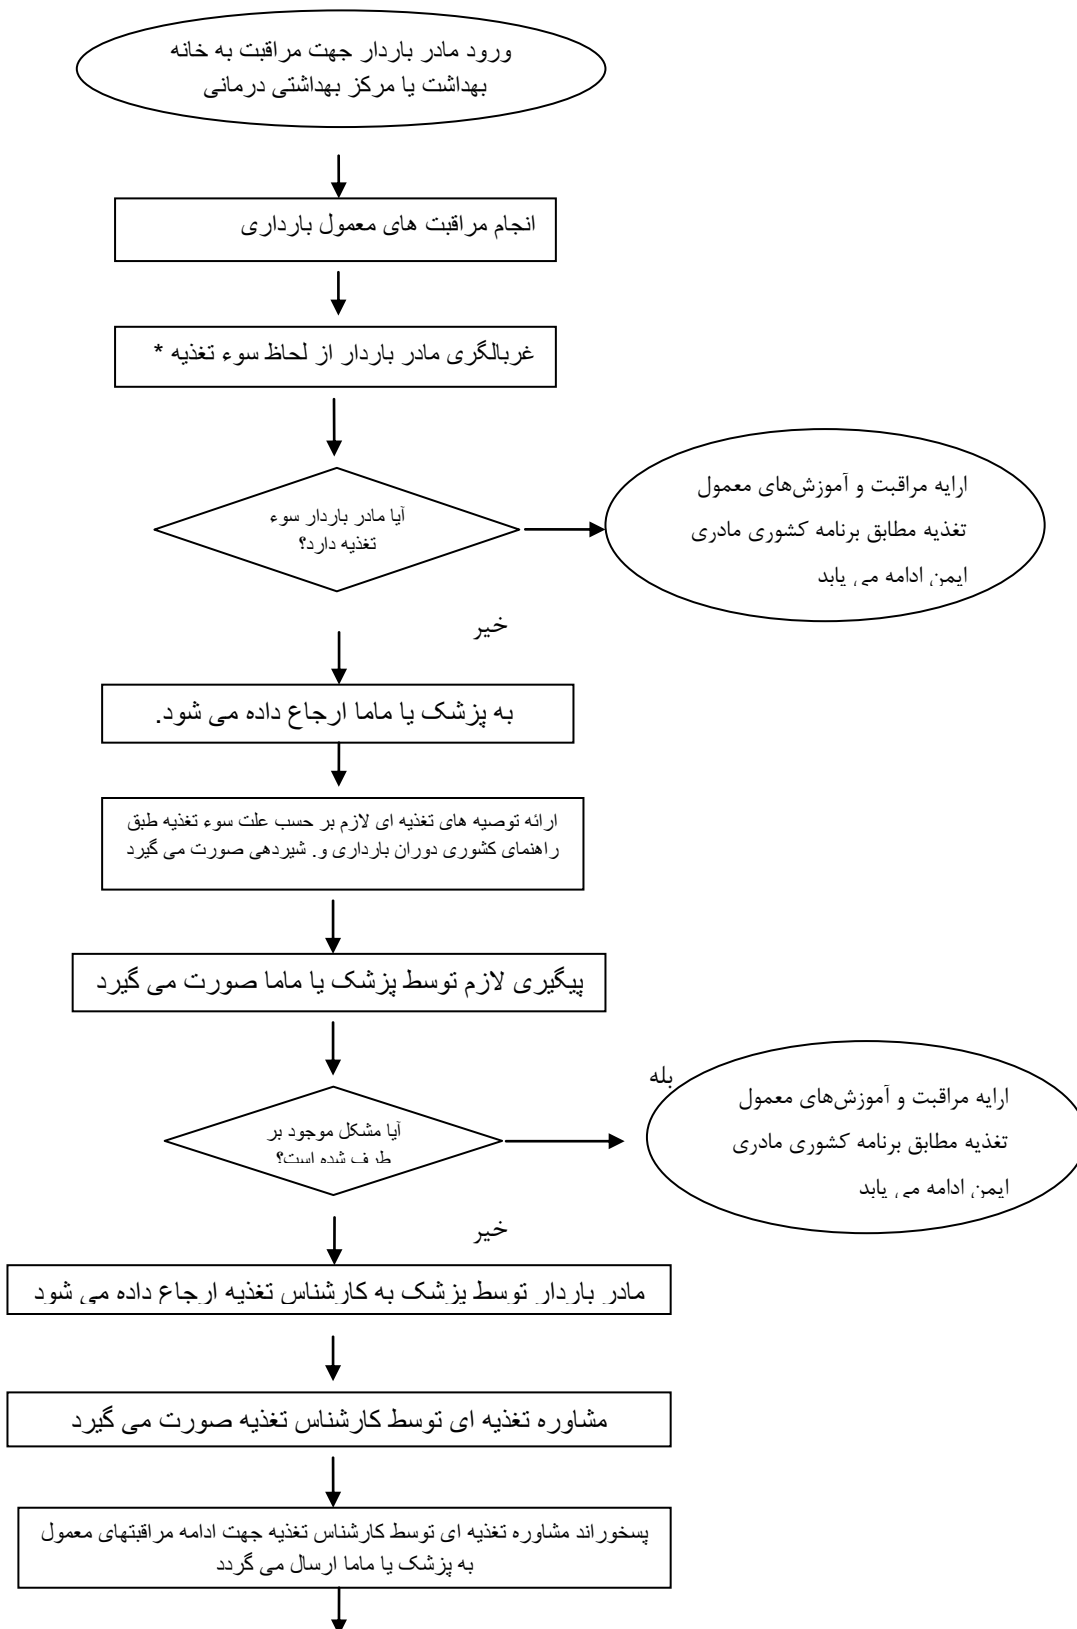 ورود مادر باردار جهت مراقبت به خانه
بهداشت یا مرکز بهداشتی درمانی
انجام مراقبت های معمول بارداری
غربالگری مادر باردار از لحاظ سوء تغذیه *
آیا مادر باردار سوء
تغذیه دارد؟
ارایه مراقبت و آموزش‌های معمول
تغذیه مطابق برنامه کشوری مادری
ایمن ادامه می یابد
خیر
به پزشک یا ماما ارجاع داده می شود.
ارائه توصیه های تغذیه ای لازم بر حسب علت سوء تغذیه طبق
راهنمای کشوری دوران بارداری و. شیردهی صورت می گیرد
پیگیری لازم توسط پزشک یا ماما صورت می گیرد
آیا مشکل موجود بر
طرف شده است؟
بله
ارایه مراقبت و آموزش‌های معمول
تغذیه مطابق برنامه کشوری مادری
ایمن ادامه می یابد
خیر
مادر باردار توسط پزشک به کارشناس تغذیه ارجاع داده می شود
مشاوره تغذیه ای توسط کارشناس تغذیه صورت می گیرد
پسخوراند مشاوره تغذیه ای توسط کارشناس تغذیه جهت ادامه مراقبتهای معمول
به پزشک یا ماما ارسال می گردد